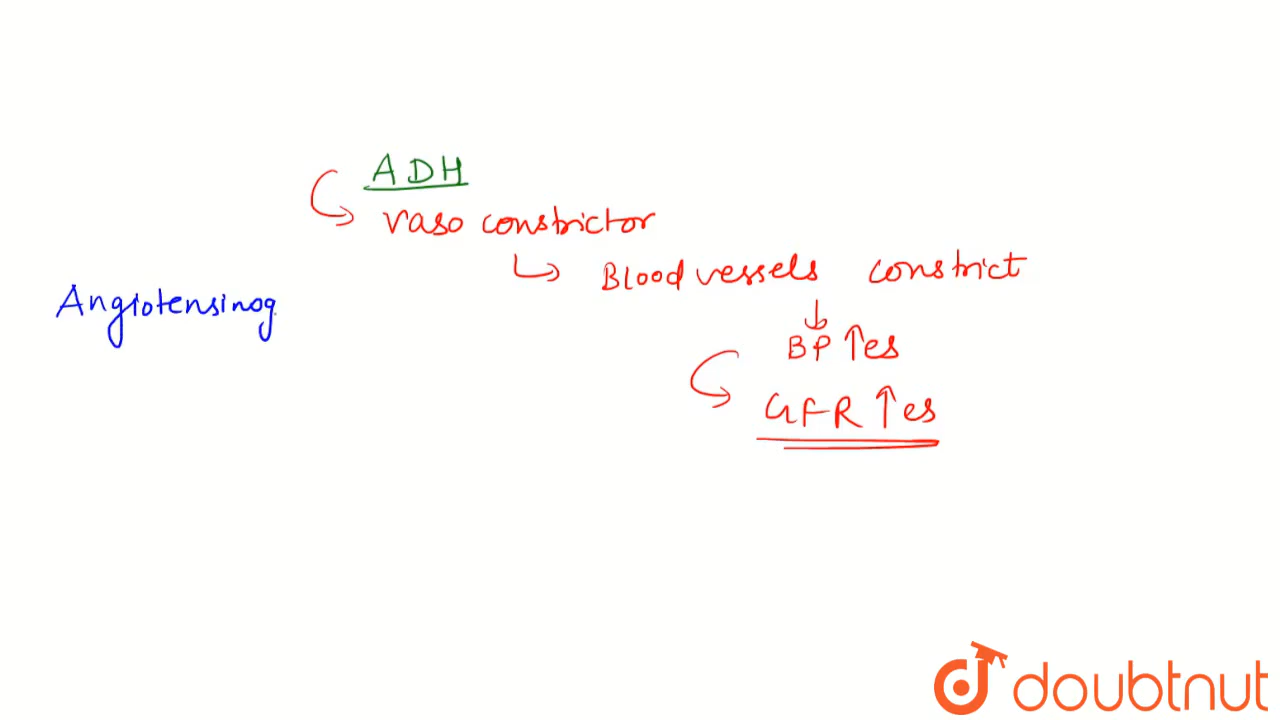 ADH
Vaso constrictor
↳ Blood vessels constrict
Angiotensinog
↓
BP ↑es
GFR ↑es
doubtnut